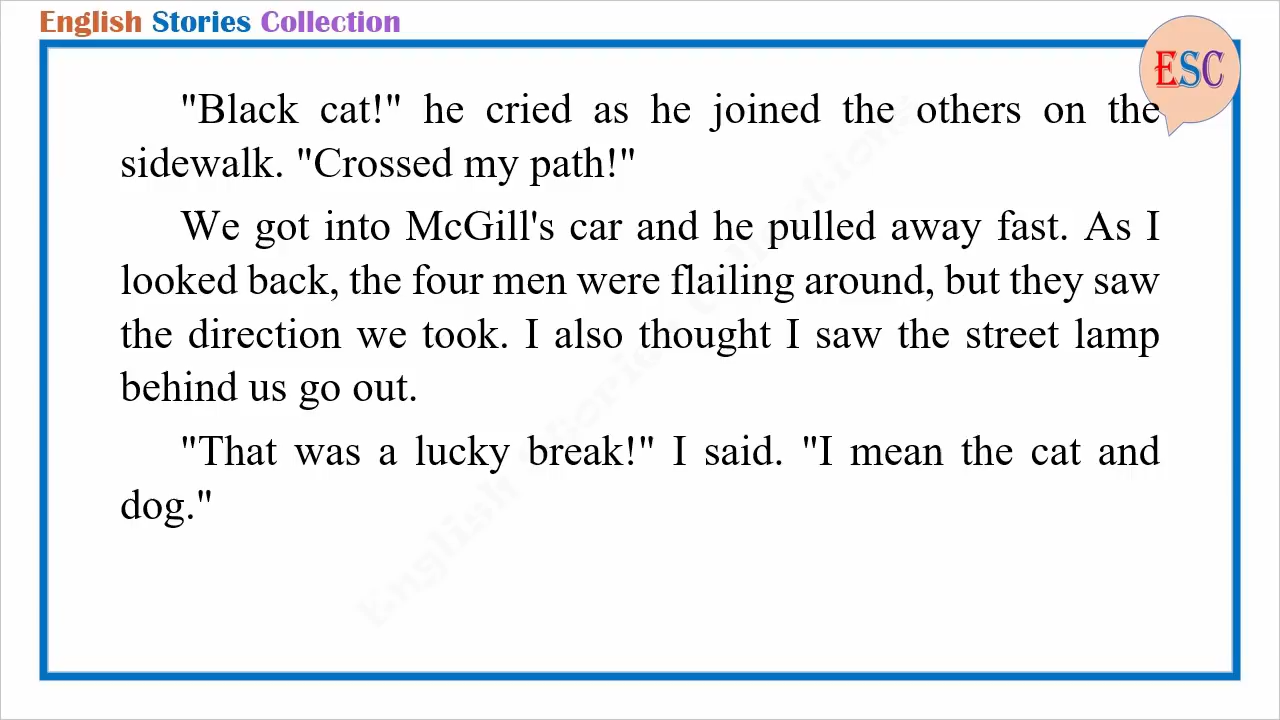 English Stories Collection
ESC
"Black cat!" he cried as he joined the others on the
sidewalk. "Crossed my path!"
We got into McGill's car and he pulled away fast. As I
looked back, the four men were flailing around, but they saw
the direction we took. I also thought I saw the street lamp
behind us go out.
"That was a lucky break!" I said. "I mean the cat and
dog."
English Stories Collections